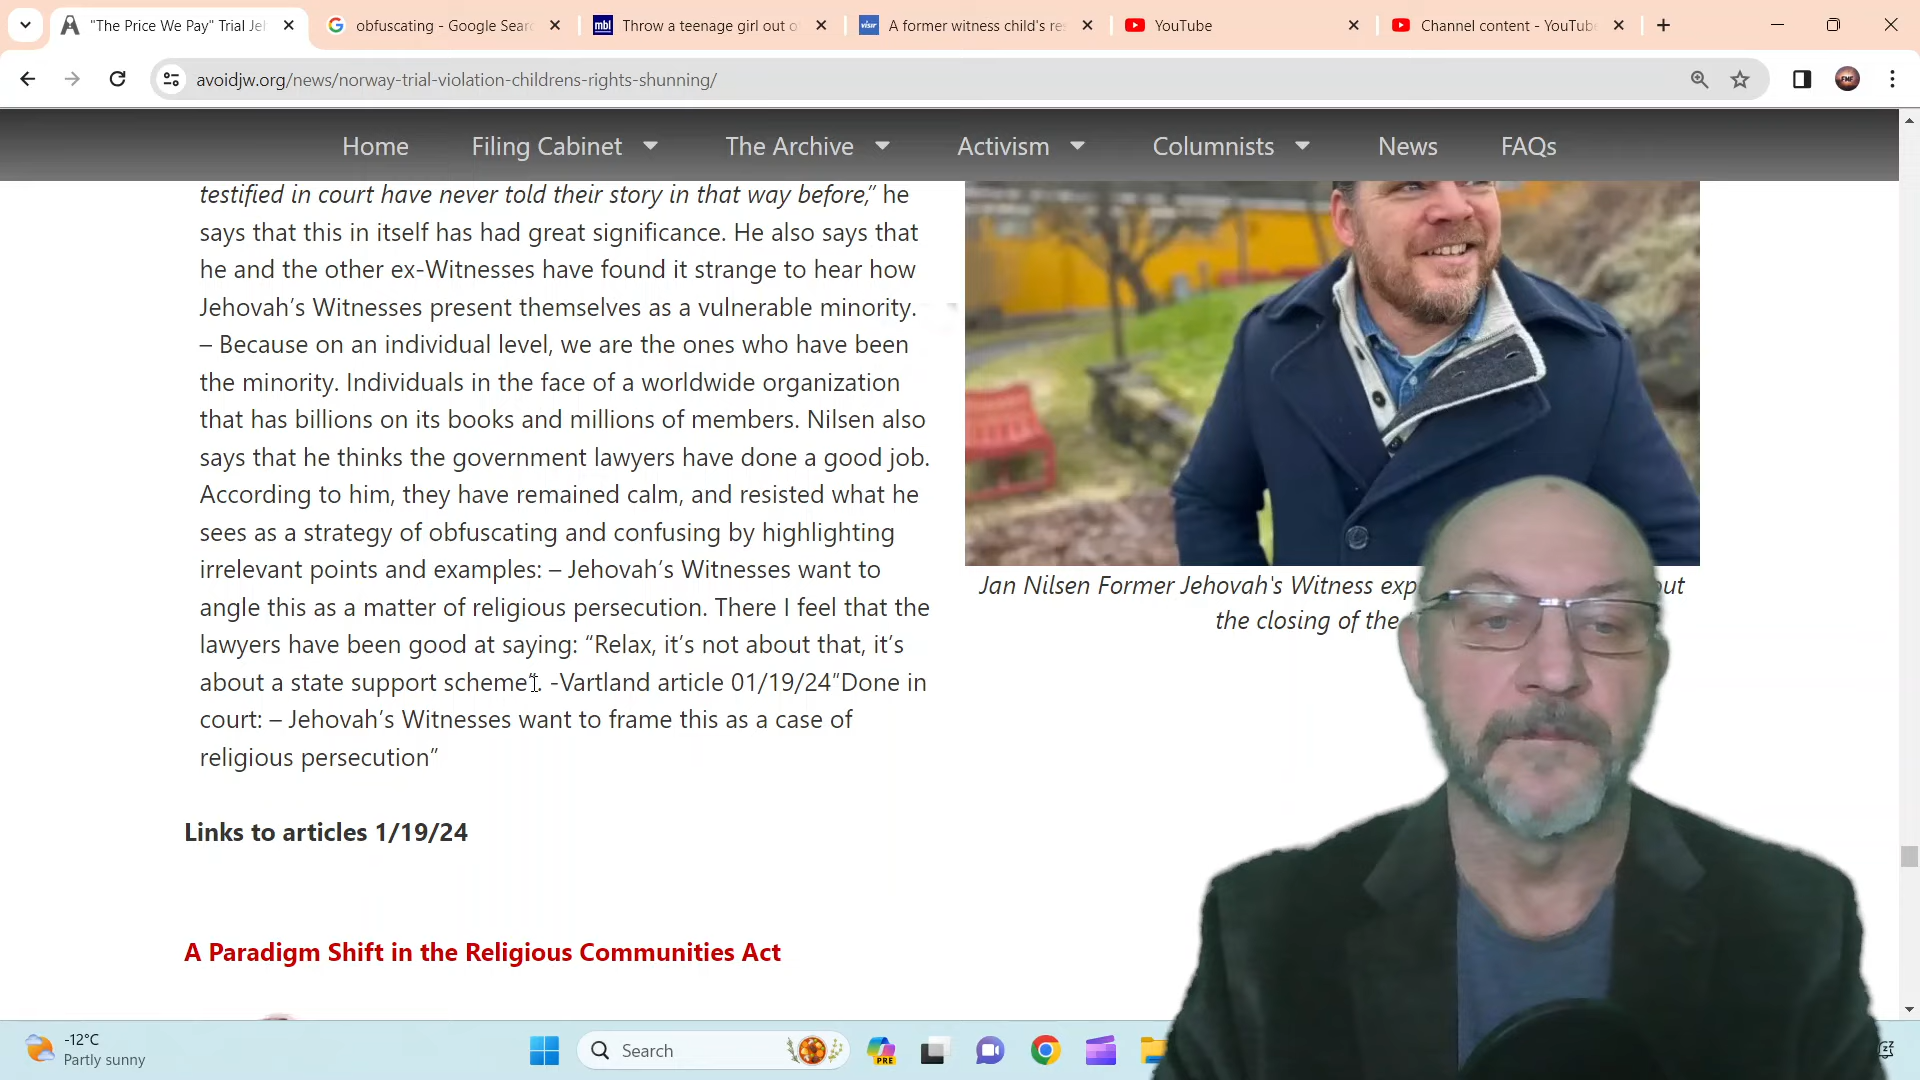 "The Price We Pay" Trial Jeh
obfuscating - Google Searc
mbl
Throw a teenage girl out o
visir
A former witness child's res
YouTube
Channel content - YouTube
avoidjw.org/news/norway-trial-violation-childrens-rights-shunning/
Home
Filing Cabinet
The Archive
Activism
Columnists
News
FAQs
testified in court have never told their story in that way before,” he
says that this in itself has had great significance. He also says that
he and the other ex-Witnesses have found it strange to hear how
Jehovah’s Witnesses present themselves as a vulnerable minority.
– Because on an individual level, we are the ones who have been
the minority. Individuals in the face of a worldwide organization
that has billions on its books and millions of members. Nilsen also
says that he thinks the government lawyers have done a good job.
According to him, they have remained calm, and resisted what he
sees as a strategy of obfuscating and confusing by highlighting
irrelevant points and examples: – Jehovah’s Witnesses want to
angle this as a matter of religious persecution. There I feel that the
lawyers have been good at saying: “Relax, it’s not about that, it’s
about a state support scheme“. -Vartland article 01/19/24”Done in
court: – Jehovah’s Witnesses want to frame this as a case of
religious persecution”
Jan Nilsen Former Jehovah's Witness exp out
the closing of the
Links to articles 1/19/24
A Paradigm Shift in the Religious Communities Act
-12°C
Partly sunny
Search
PRE